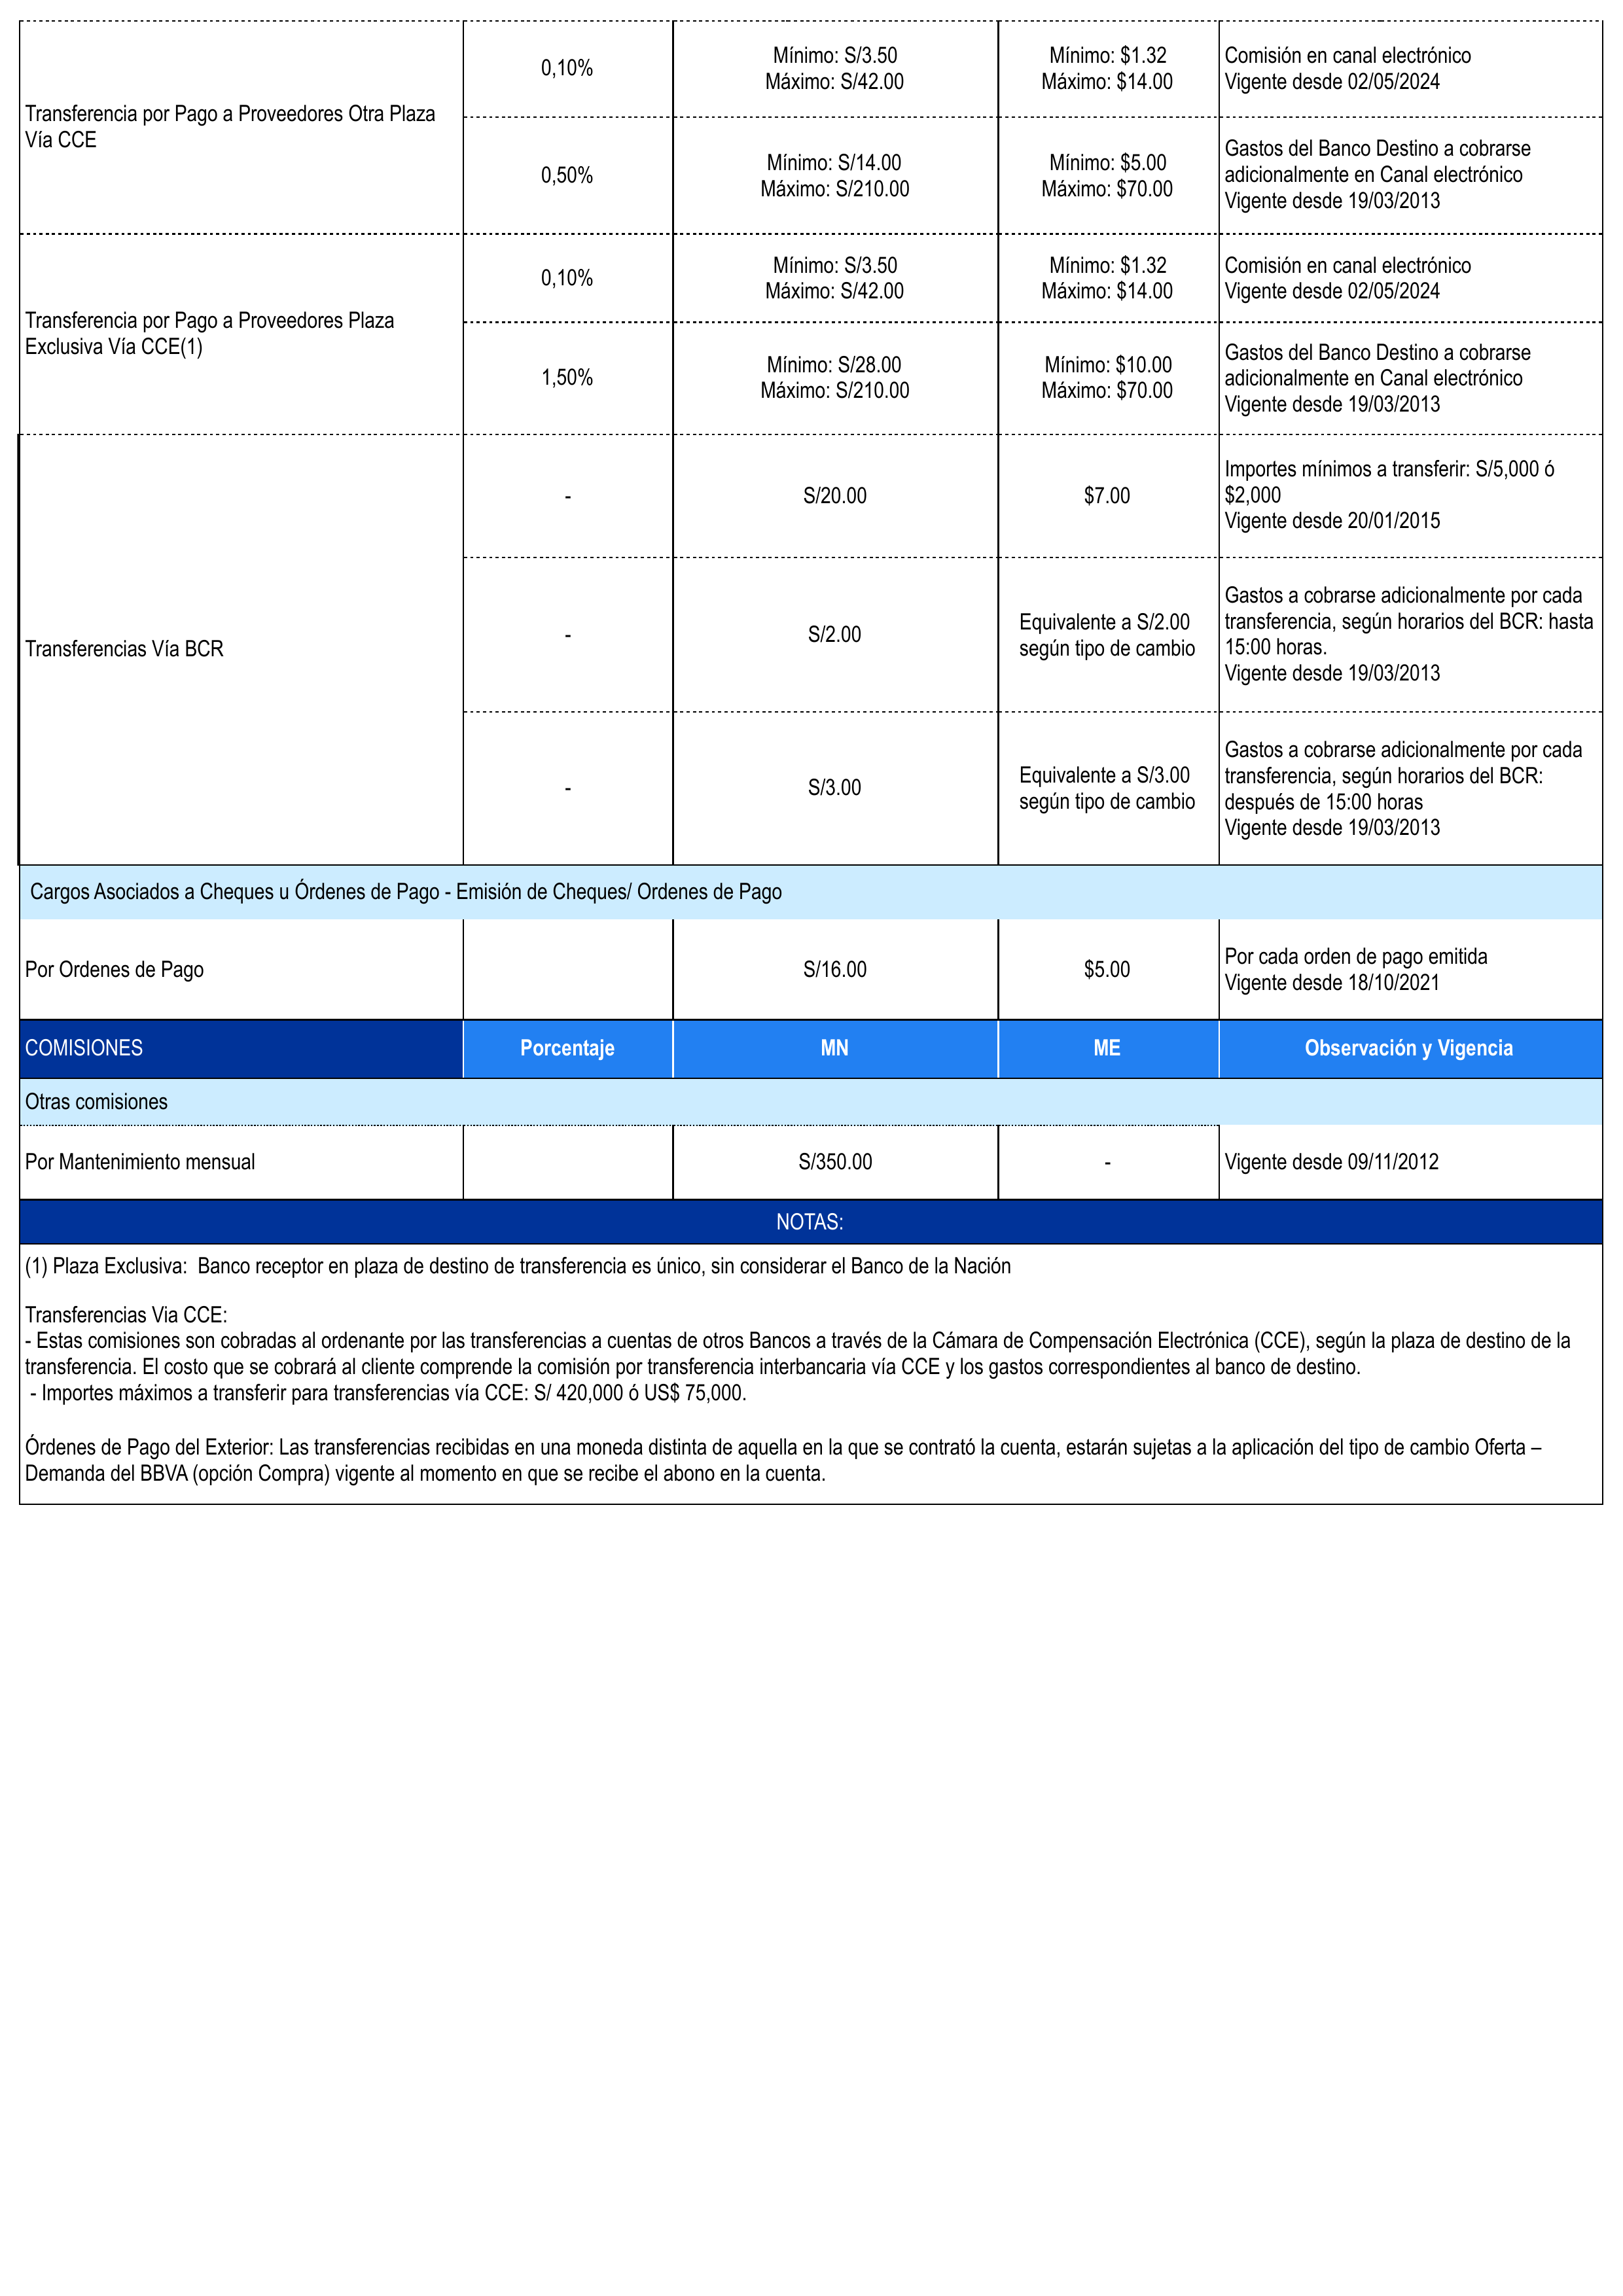 Transferencia por Pago a Proveedores Otra Plaza
Vía CCE
0,10%
Mínimo: S/3.50
Máximo: S/42.00
Mínimo: $1.32
Máximo: $14.00
Comisión en canal electrónico
Vigente desde 02/05/2024
0,50%
Mínimo: S/14.00
Máximo: S/210.00
Mínimo: $5.00
Máximo: $70.00
Gastos del Banco Destino a cobrarse
adicionalmente en Canal electrónico
Vigente desde 19/03/2013
Transferencia por Pago a Proveedores Plaza
Exclusiva Vía CCE(1)
0,10%
Mínimo: S/3.50
Máximo: S/42.00
Mínimo: $1.32
Máximo: $14.00
Comisión en canal electrónico
Vigente desde 02/05/2024
1,50%
Mínimo: S/28.00
Máximo: S/210.00
Mínimo: $10.00
Máximo: $70.00
Gastos del Banco Destino a cobrarse
adicionalmente en Canal electrónico
Vigente desde 19/03/2013
Transferencias Vía BCR
-
S/20.00
$7.00
Importes mínimos a transferir: S/5,000 ó
$2,000
Vigente desde 20/01/2015
-
S/2.00
Equivalente a S/2.00
según tipo de cambio
Gastos a cobrarse adicionalmente por cada
transferencia, según horarios del BCR: hasta
15:00 horas.
Vigente desde 19/03/2013
-
S/3.00
Equivalente a S/3.00
según tipo de cambio
Gastos a cobrarse adicionalmente por cada
transferencia, según horarios del BCR:
después de 15:00 horas
Vigente desde 19/03/2013
Cargos Asociados a Cheques u Órdenes de Pago - Emisión de Cheques/ Ordenes de Pago
Por Ordenes de Pago
S/16.00
$5.00
Por cada orden de pago emitida
Vigente desde 18/10/2021
COMISIONES
Porcentaje
MN
ME
Observación y Vigencia
Otras comisiones
Por Mantenimiento mensual
S/350.00
-
Vigente desde 09/11/2012
NOTAS:
(1) Plaza Exclusiva:  Banco receptor en plaza de destino de transferencia es único, sin considerar el Banco de la Nación
Transferencias Via CCE:
- Estas comisiones son cobradas al ordenante por las transferencias a cuentas de otros Bancos a través de la Cámara de Compensación Electrónica (CCE), según la plaza de destino de la
transferencia. El costo que se cobrará al cliente comprende la comisión por transferencia interbancaria vía CCE y los gastos correspondientes al banco de destino.
- Importes máximos a transferir para transferencias vía CCE: S/ 420,000 ó US$ 75,000.
Órdenes de Pago del Exterior: Las transferencias recibidas en una moneda distinta de aquella en la que se contrató la cuenta, estarán sujetas a la aplicación del tipo de cambio Oferta –
Demanda del BBVA (opción Compra) vigente al momento en que se recibe el abono en la cuenta.